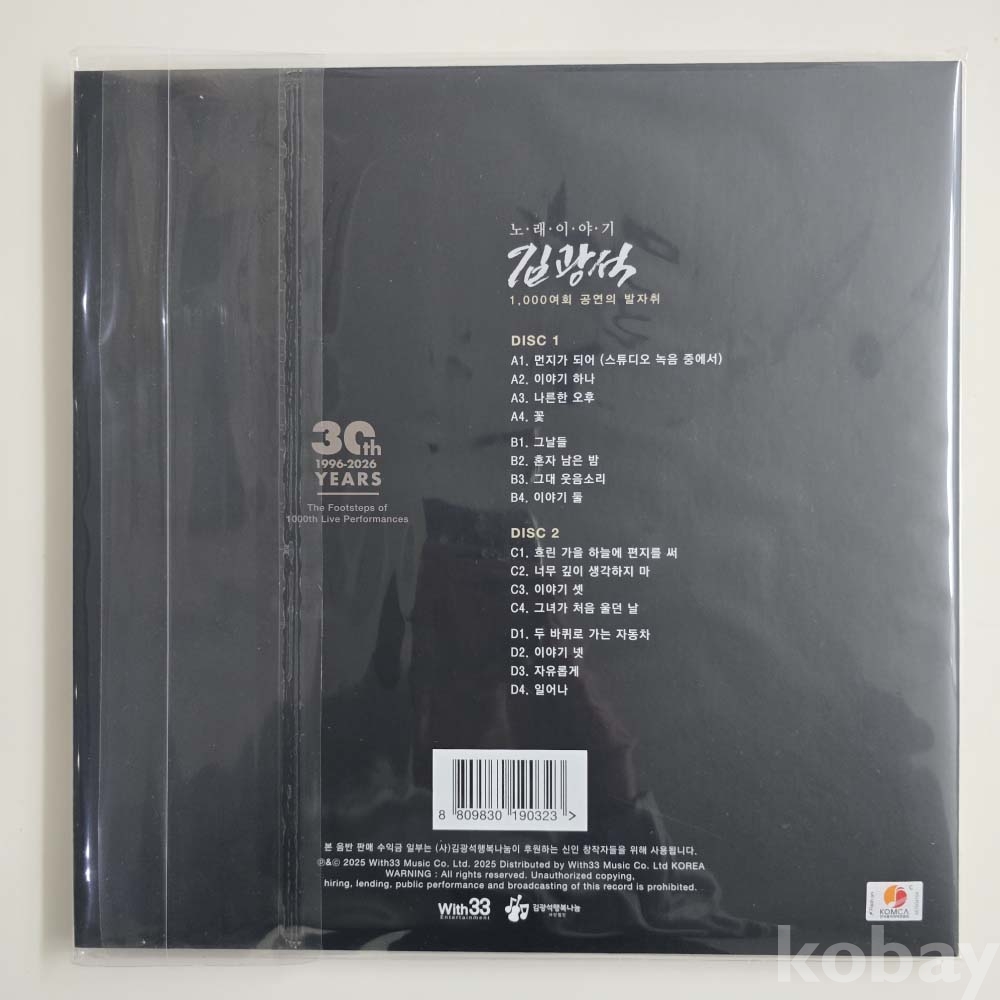 노·래·이·야·기
김광석
1,000여회 공연의 발자취
DISC 1
A1. 먼지가 되어 (스튜디오 녹음 중에서)
A2. 이야기 하나
A3. 나른한 오후
A4. 꽃
B1. 그날들
B2. 혼자 남은 밤
B3. 그대 웃음소리
B4. 이야기 둘
30th
1996-2026
YEARS
The Footsteps of
1000th Live Performances
DISC 2
C1. 흐린 가을 하늘에 편지를 써
C2. 너무 깊이 생각하지 마
C3. 이야기 셋
C4. 그녀가 처음 울던 날
D1. 두 바퀴로 가는 자동차
D2. 이야기 넷
D3. 자유롭게
D4. 일어나
8 809830 190323 >
본 음반 판매 수익금 일부는 (사)김광석행복나눔이 후원하는 신인 창작자들을 위해 사용됩니다.
℗&© 2025 With33 Music Co. Ltd. 2025 Distributed by With33 Music Co. Ltd KOREA
WARNING : All rights reserved. Unauthorized copying,
hiring, lending, public performance and broadcasting of this record is prohibited.
With33
Entertainment
김광석행복나눔
사단법인
KOMCA
kobay